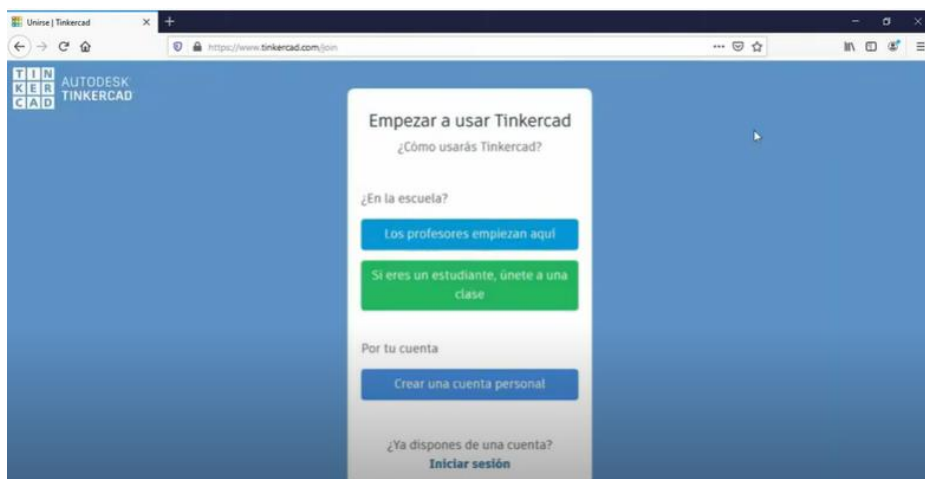 Unirse | Tinkercad
https://www.tinkercad.com/join
TIN
KER
CAD
AUTODESK
TINKERCAD
Empezar a usar Tinkercad
¿Cómo usarás Tinkercad?
¿En la escuela?
Los profesores empiezan aquí
Si eres un estudiante, únete a una
clase
Por tu cuenta
Crear una cuenta personal
¿Ya dispones de una cuenta?
Iniciar sesión